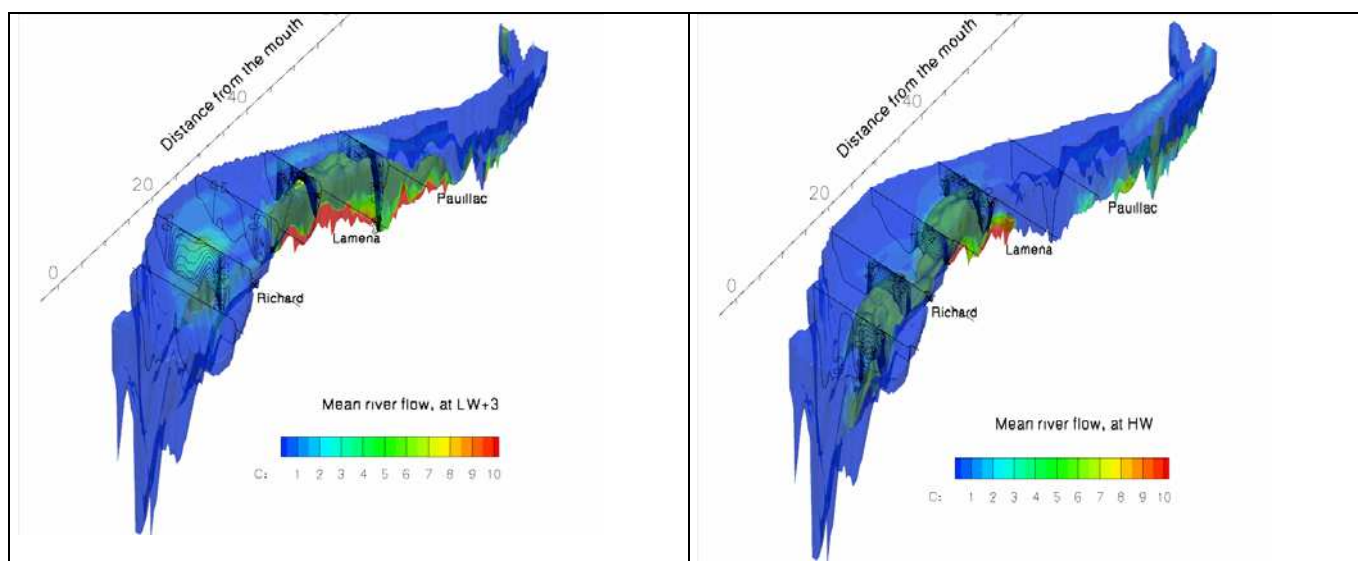 Distance from the mouth
40
20
0
Pauillac
Lamena
Richard
Mean river flow, at LW+3
C: 1 2 3 4 5 6 7 8 9 10
Distance from the mouth
40
20
0
Pauillac
Lamena
Richard
Mean river flow, at HW
C: 1 2 3 4 5 6 7 8 9 10